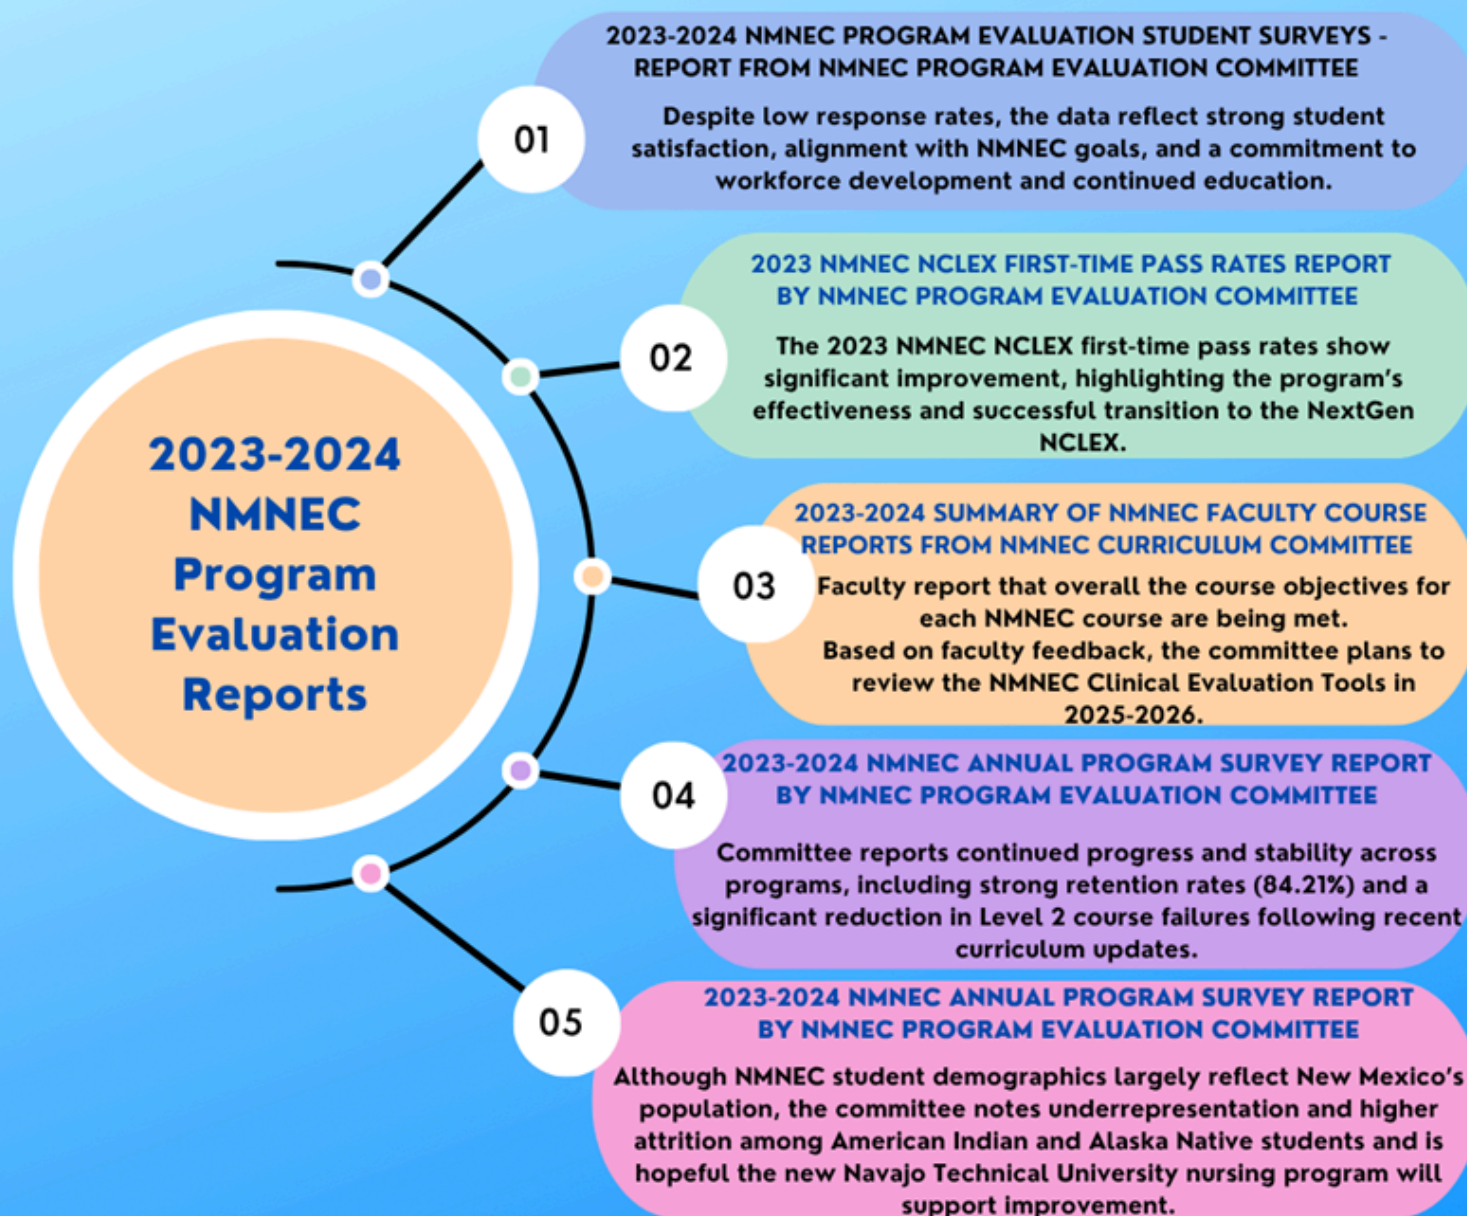 2023-2024
NMNEC
Program
Evaluation
Reports
01
2023-2024 NMNEC PROGRAM EVALUATION STUDENT SURVEYS -
REPORT FROM NMNEC PROGRAM EVALUATION COMMITTEE
Despite low response rates, the data reflect strong student
satisfaction, alignment with NMNEC goals, and a commitment to
workforce development and continued education.
02
2023 NMNEC NCLEX FIRST-TIME PASS RATES REPORT
BY NMNEC PROGRAM EVALUATION COMMITTEE
The 2023 NMNEC NCLEX first-time pass rates show
significant improvement, highlighting the program's
effectiveness and successful transition to the NextGen
NCLEX.
03
2023-2024 SUMMARY OF NMNEC FACULTY COURSE
REPORTS FROM NMNEC CURRICULUM COMMITTEE
Faculty report that overall the course objectives for
each NMNEC course are being met.
Based on faculty feedback, the committee plans to
review the NMNEC Clinical Evaluation Tools in
2025-2026.
04
2023-2024 NMNEC ANNUAL PROGRAM SURVEY REPORT
BY NMNEC PROGRAM EVALUATION COMMITTEE
Committee reports continued progress and stability across
programs, including strong retention rates (84.21%) and a
significant reduction in Level 2 course failures following recent
curriculum updates.
05
2023-2024 NMNEC ANNUAL PROGRAM SURVEY REPORT
BY NMNEC PROGRAM EVALUATION COMMITTEE
Although NMNEC student demographics largely reflect New Mexico's
population, the committee notes underrepresentation and higher
attrition among American Indian and Alaska Native students and is
hopeful the new Navajo Technical University nursing program will
support improvement.